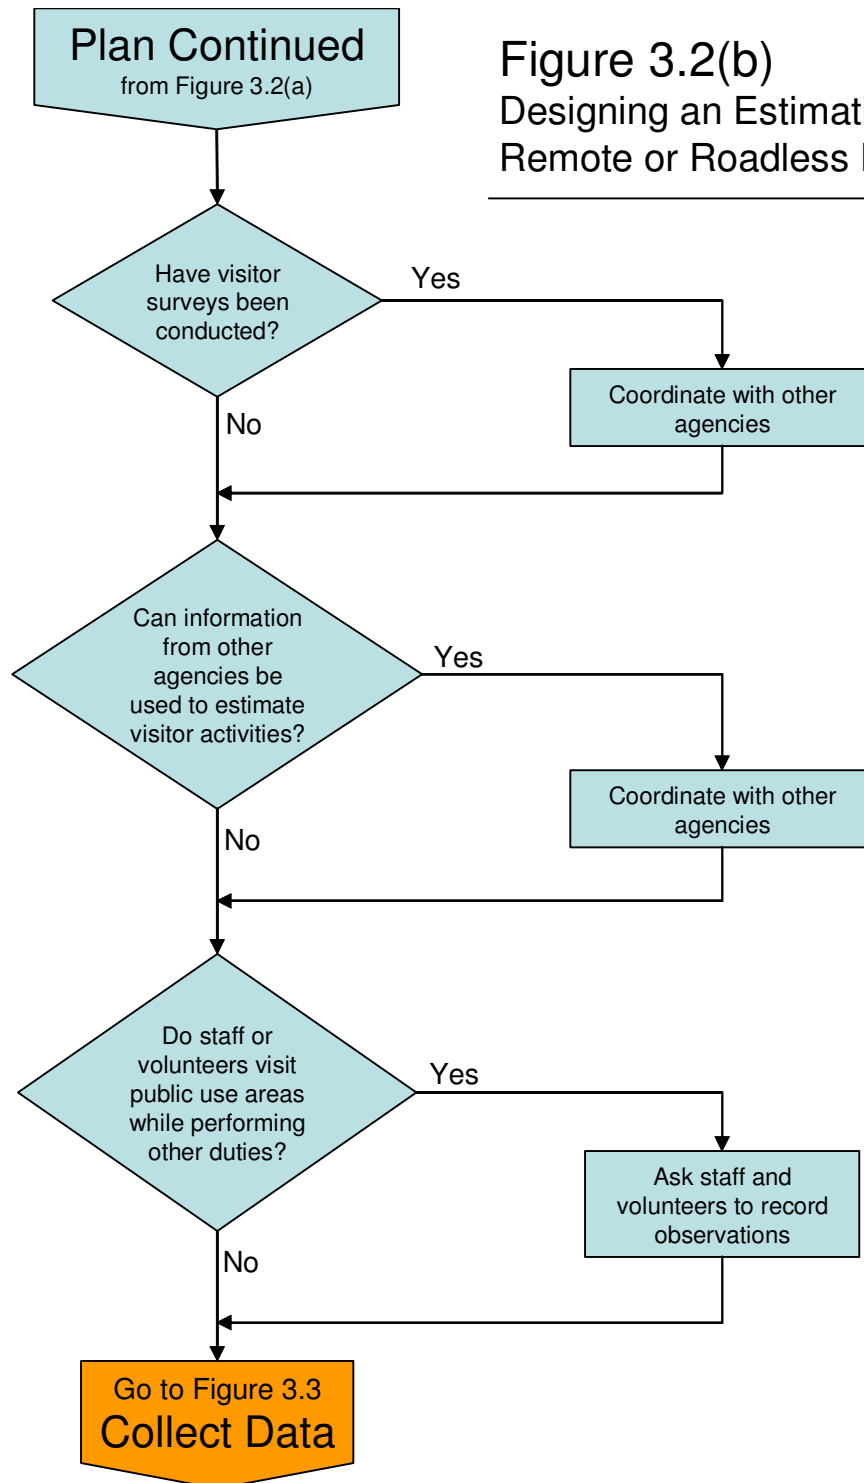 Plan Continued
from Figure 3.2(a)
Figure 3.2(b)
Designing an Estimati
Remote or Roadless
Have visitor
surveys been
conducted?
Yes
Coordinate with other
agencies
No
Can information
from other
agencies be
used to estimate
visitor activities?
Yes
Coordinate with other
agencies
No
Do staff or
volunteers visit
public use areas
while performing
other duties?
Yes
Ask staff and
volunteers to record
observations
No
Go to Figure 3.3
Collect Data